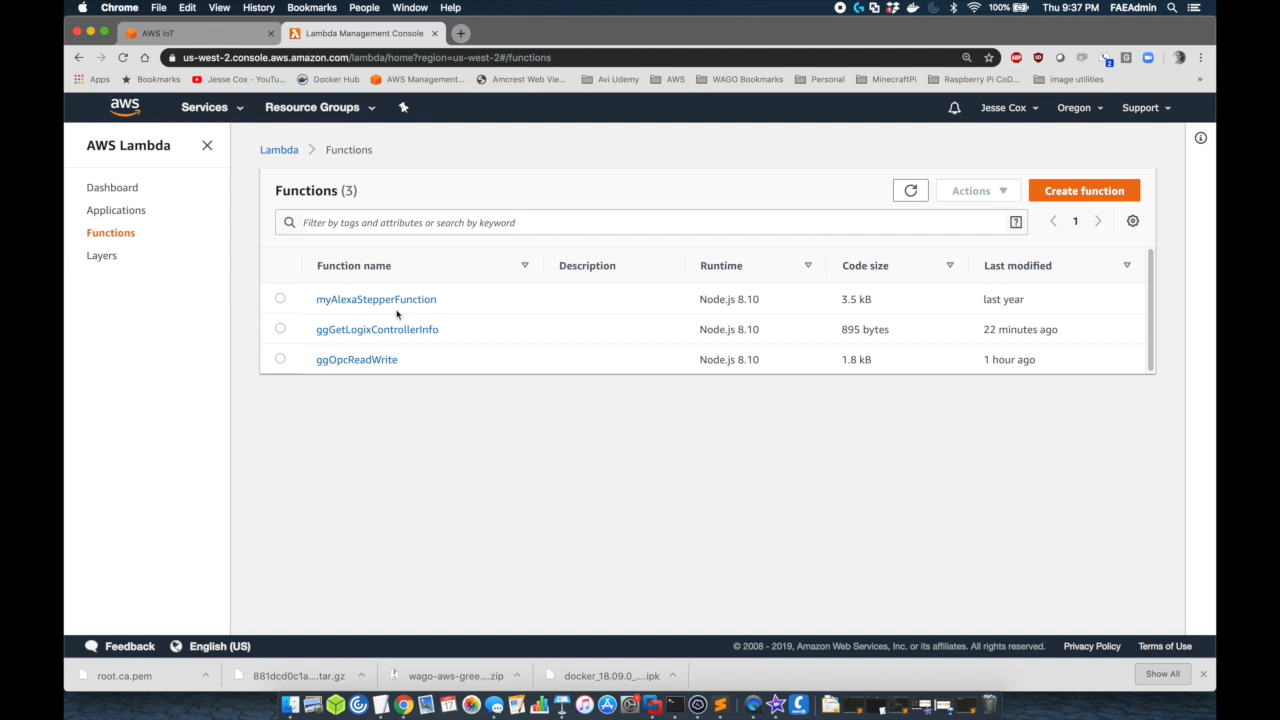 Chrome File Edit View History Bookmarks People Window Help 100% Thu 9:37 PM FAEAdmin
AWS IoT Lambda Management Console
us-west-2.console.aws.amazon.com/lambda/home?region=us-west-2#/functions
Apps Bookmarks Jesse Cox - YouTu... Docker Hub AWS Management... Amcrest Web Vie... Avi Udemy AWS WAGO Bookmarks Personal MinecraftPi Raspberry Pi CoD... image utilities »
aws Services Resource Groups Jesse Cox Oregon Support
AWS Lambda
Dashboard
Applications
Functions
Layers
Lambda > Functions
Functions (3) Actions Create function
Filter by tags and attributes or search by keyword 1
Function name Description Runtime Code size Last modified
myAlexaStepperFunction Node.js 8.10 3.5 kB last year
ggGetLogixControllerInfo Node.js 8.10 895 bytes 22 minutes ago
ggOpcReadWrite Node.js 8.10 1.8 kB 1 hour ago
Feedback English (US) © 2008 - 2019, Amazon Web Services, Inc. or its affiliates. All rights reserved. Privacy Policy Terms of Use
root.ca.pem 881dcd0c1a....tar.gz wago-aws-gree....zip docker_18.09.0_....ipk Show All